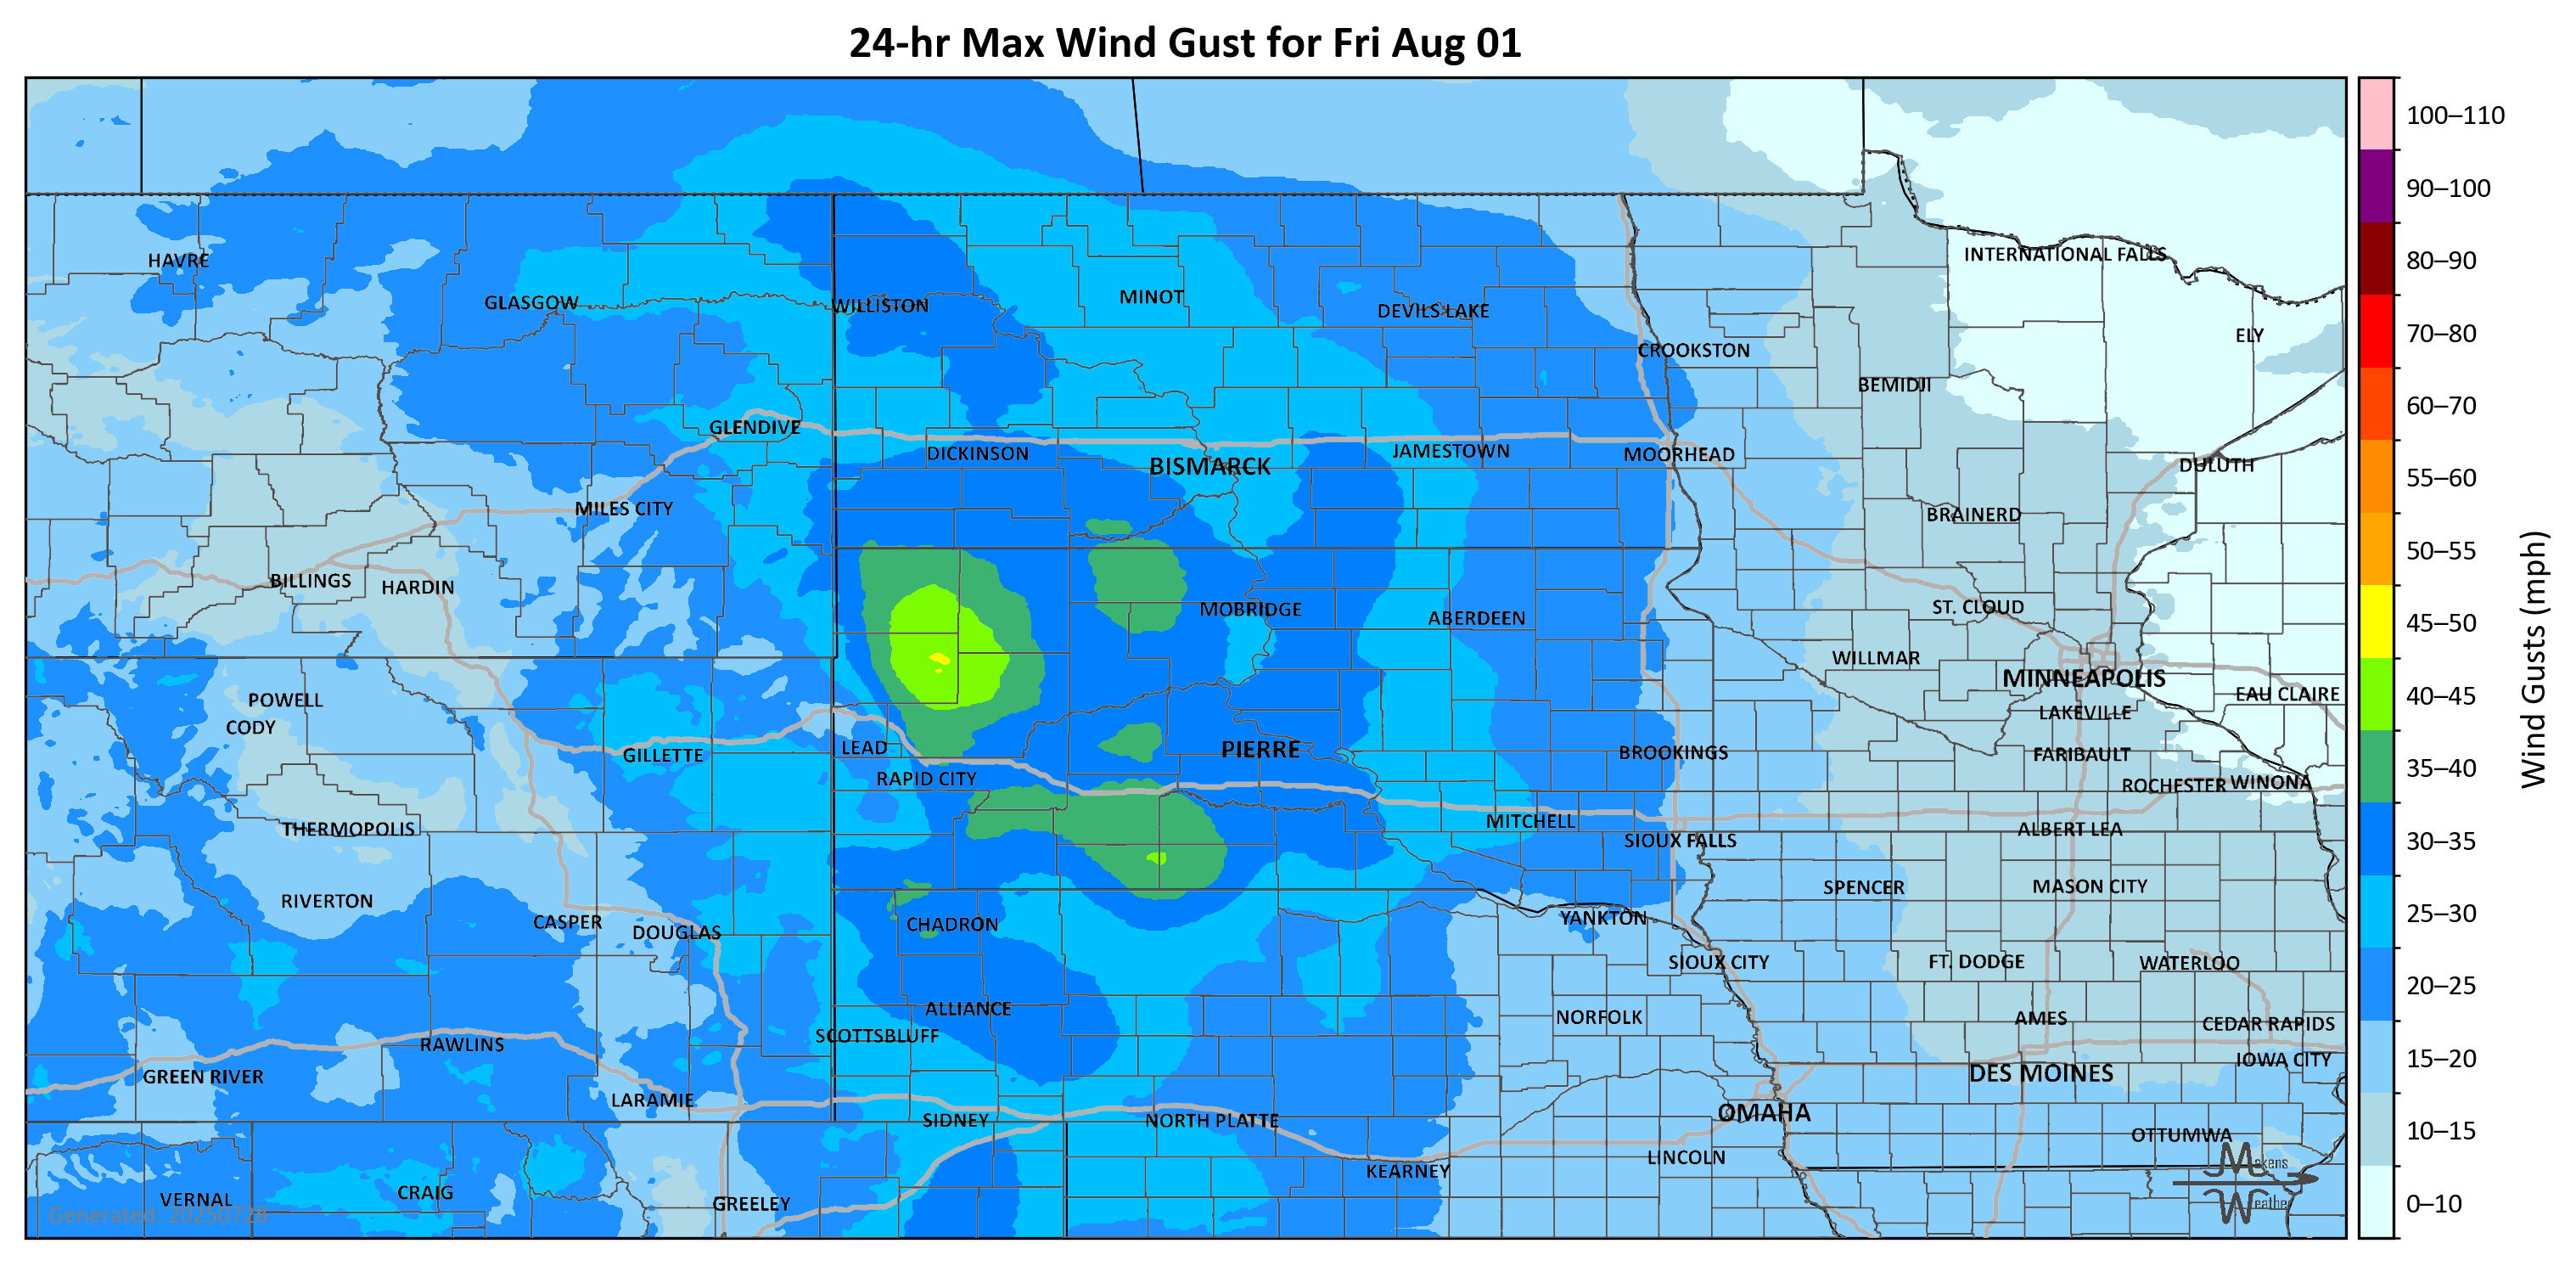 24-hr Max Wind Gust for Fri Aug 01
100–110
90–100
80–90
70–80
60–70
55–60
50–55
45–50
40–45
35–40
30–35
25–30
20–25
15–20
10–15
0–10
Wind Gusts (mph)
HAVRE
INTERNATIONAL FALLS
GLASGOW
WILLISTON
MINOT
DEVILS LAKE
ELY
CROOKSTON
BEMIDJI
GLENDIVE
DICKINSON
BISMARCK
JAMESTOWN
MOORHEAD
DULUTH
MILES CITY
BRAINERD
BILLINGS
HARDIN
MOBRIDGE
ABERDEEN
ST. CLOUD
WILLMAR
MINNEAPOLIS
POWELL
EAU CLAIRE
CODY
LAKEVILLE
GILLETTE
LEAD
PIERRE
BROOKINGS
FARIBAULT
RAPID CITY
ROCHESTER
WINONA
THERMOPOLIS
MITCHELL
SIOUX FALLS
ALBERT LEA
RIVERTON
SPENCER
MASON CITY
CASPER
DOUGLAS
CHADRON
YANKTON
SIOUX CITY
FT. DODGE
WATERLOO
ALLIANCE
NORFOLK
AMES
CEDAR RAPIDS
SCOTTSBLUFF
RAWLINS
IOWA CITY
GREEN RIVER
DES MOINES
LARAMIE
SIDNEY
NORTH PLATTE
OMAHA
OTTUMWA
KEARNEY
LINCOLN
VERNAL
CRAIG
GREELEY
Generated: 20250728
Makens
Weather